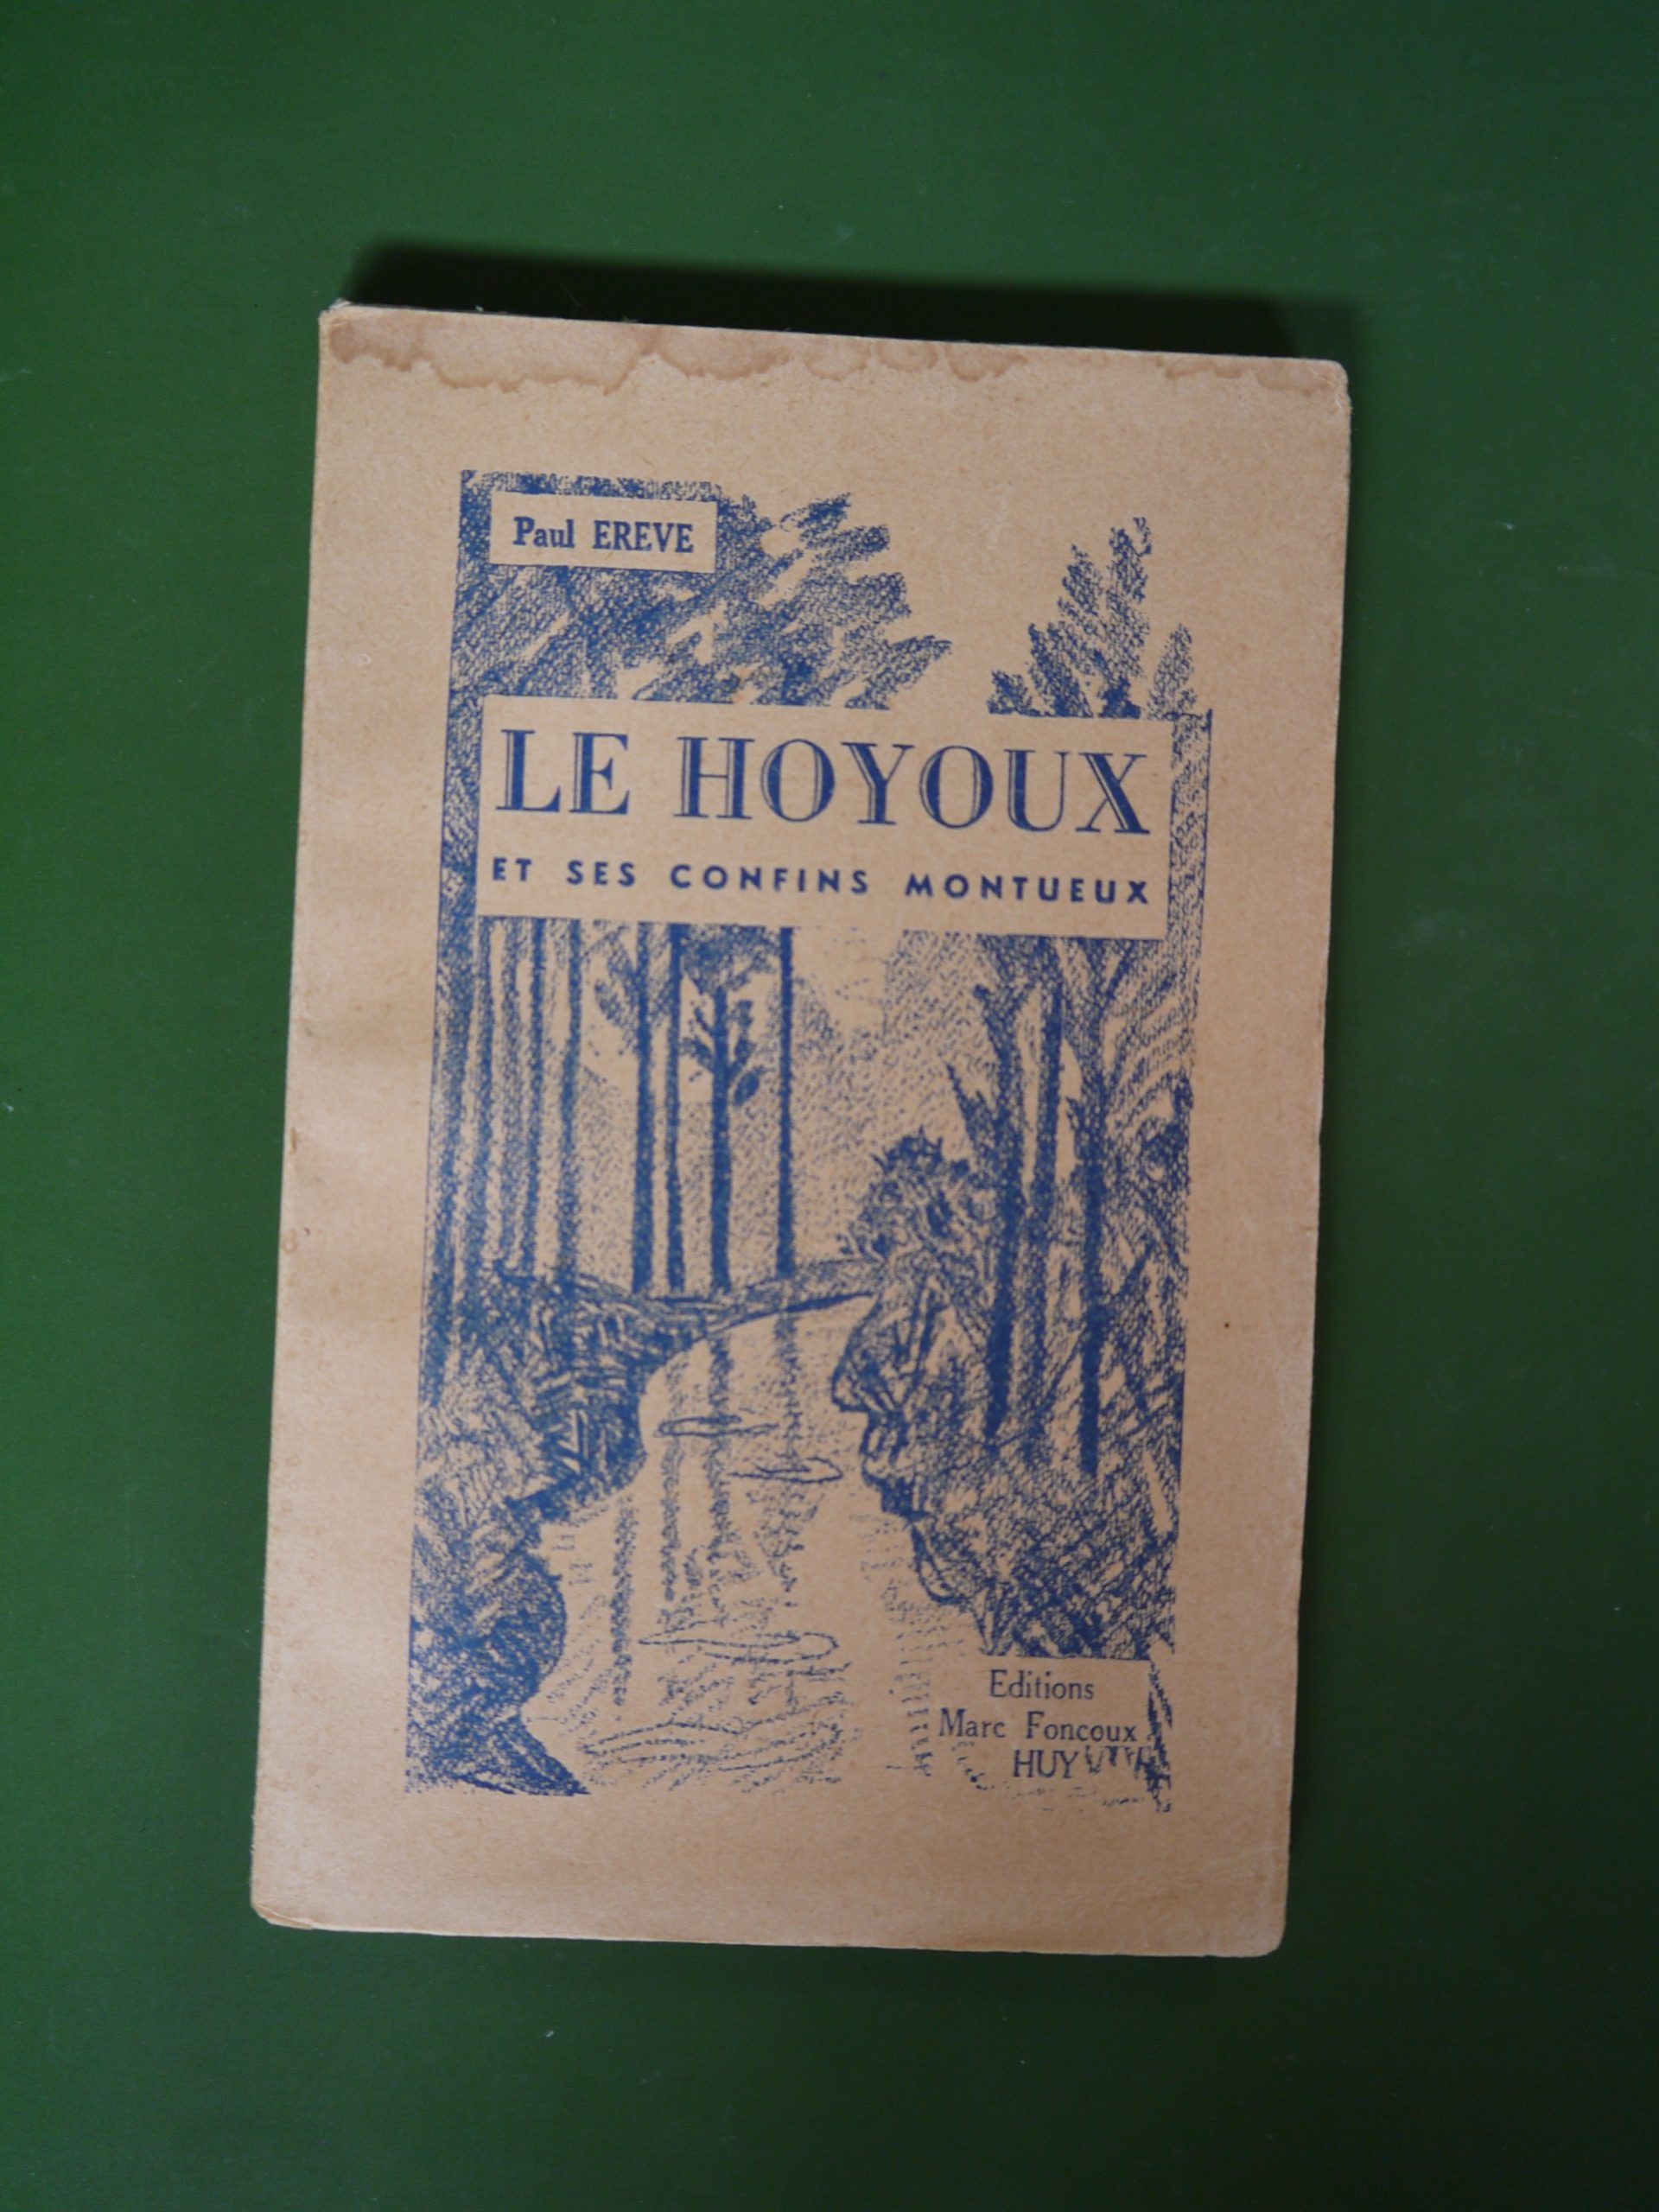 Paul EREVE
LE HOYOUX
ET SES CONFINS MONTUEUX
Editions
Marc Foncoux
HUY